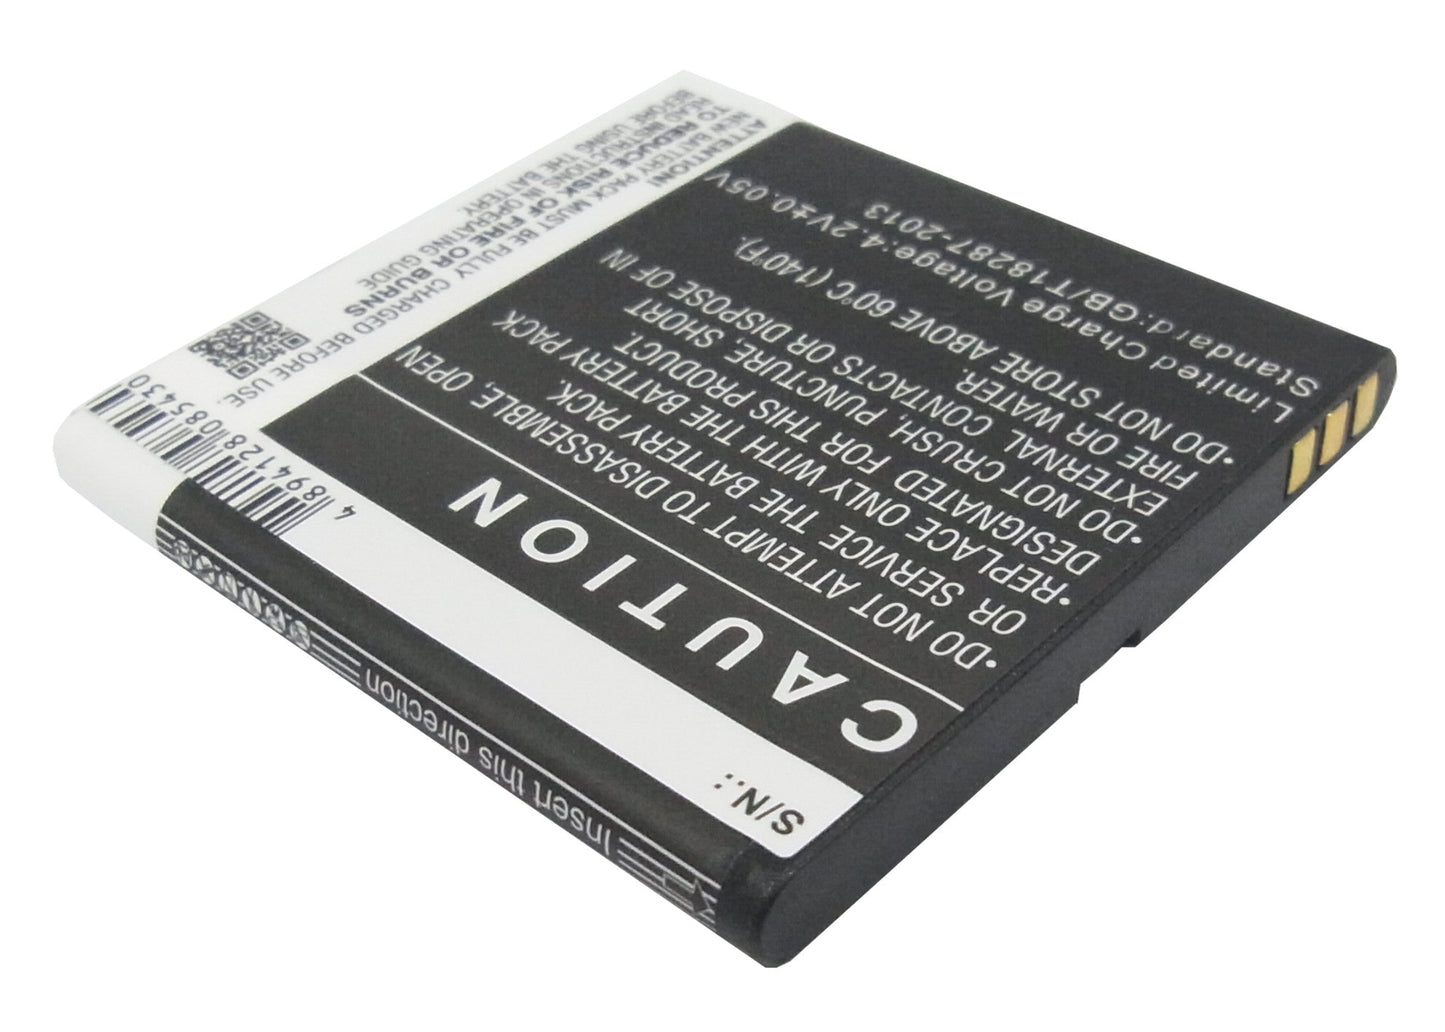 S/N.:
CAUTION
•DO NOT ATTEMPT TO DISASSEMBLE, OPEN
OR SERVICE THE BATTERY PACK.
•REPLACE ONLY WITH THE BATTERY PACK
DESIGNATED FOR THIS PRODUCT.
•DO NOT CRUSH, PUNCTURE, SHORT
EXTERNAL CONTACTS OR DISPOSE OF IN
FIRE OR WATER.
•DO NOT STORE ABOVE 60°C (140°F).
Limited Charge Voltage:4.2V±0.05V
Standard:GB/T18287-2013
4 894128 085430
ATTENTION!
NEW BATTERY PACK MUST BE FULLY CHARGED BEFORE USE.
TO REDUCE RISK OF FIRE OR BURNS
READ INSTRUCTIONS IN OPERATING GUIDE
BEFORE USING THE BATTERY.
Insert this direction